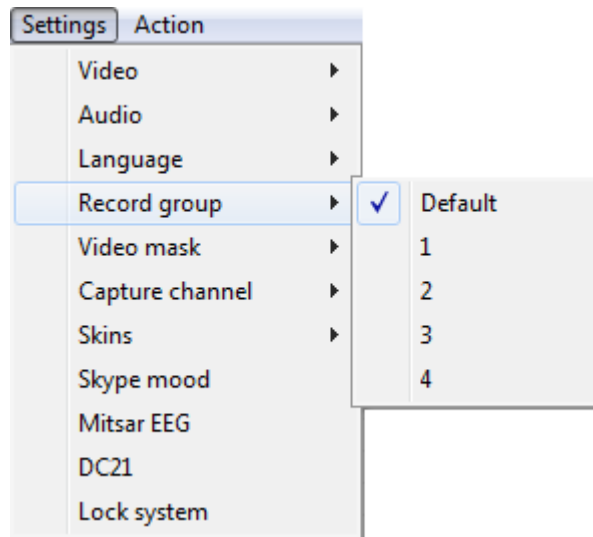 Settings Action
Video
Audio
Language
Record group
Default
Video mask
1
Capture channel
2
Skins
3
Skype mood
4
Mitsar EEG
DC21
Lock system